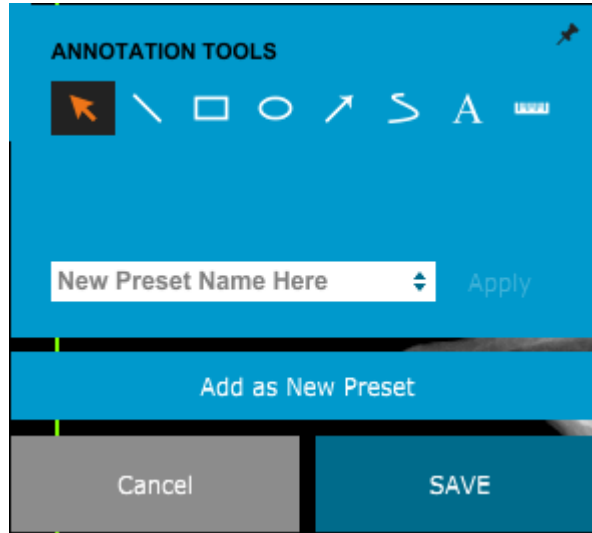 ANNOTATION TOOLS
A
New Preset Name Here
Apply
Add as New Preset
Cancel
SAVE